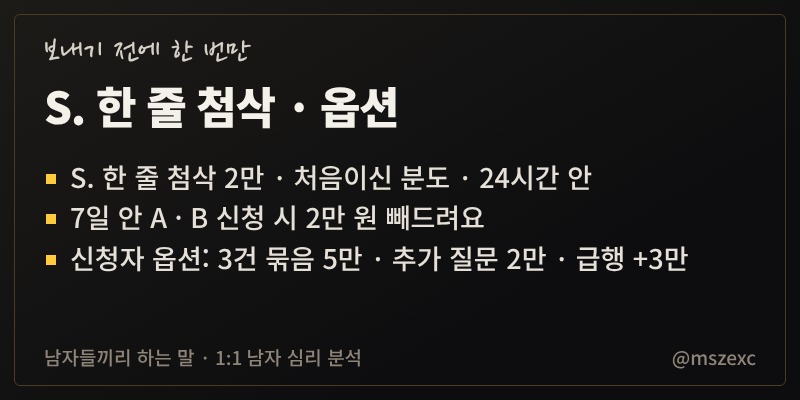 보내기 전에 한 번만
S. 한 줄 첨삭 · 옵션
S. 한 줄 첨삭 2만 · 처음이신 분도 · 24시간 안
7일 안 A · B 신청 시 2만 원 빼드려요
신청자 옵션: 3건 묶음 5만 · 추가 질문 2만 · 급행 +3만
남자들끼리 하는 말 · 1:1 남자 심리 분석
@mszexc